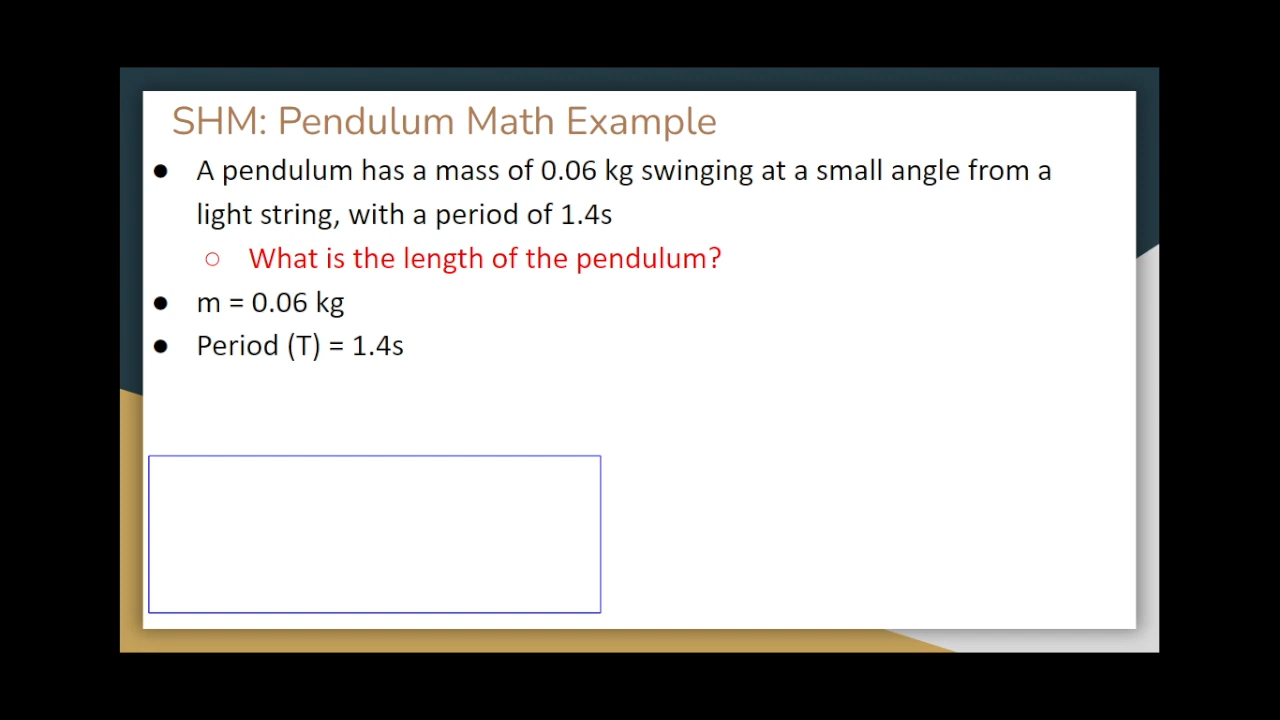 SHM: Pendulum Math Example
● A pendulum has a mass of 0.06 kg swinging at a small angle from a
light string, with a period of 1.4s
○ What is the length of the pendulum?
● m = 0.06 kg
● Period (T) = 1.4s